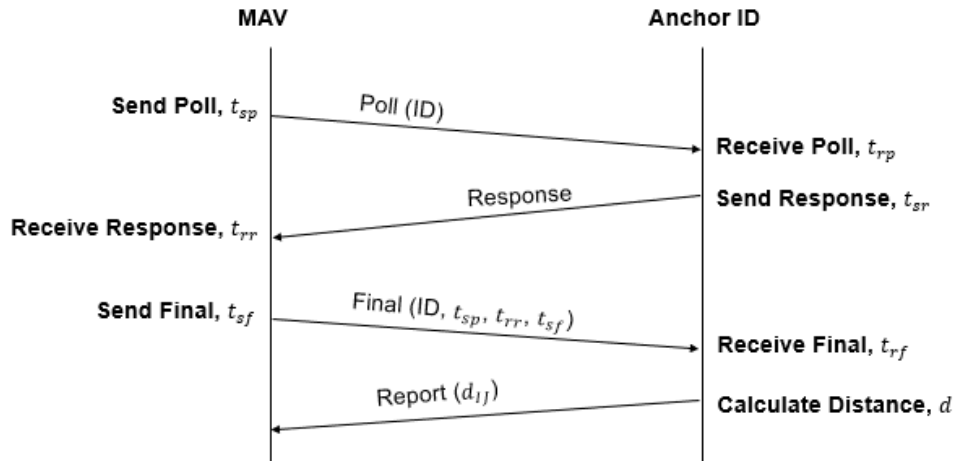 MAV
Anchor ID
Send Poll, t_sp
Poll (ID)
Receive Poll, t_rp
Response
Send Response, t_sr
Receive Response, t_rr
Send Final, t_sf
Final (ID, t_sp, t_rr, t_sf)
Receive Final, t_rf
Report (d_IJ)
Calculate Distance, d